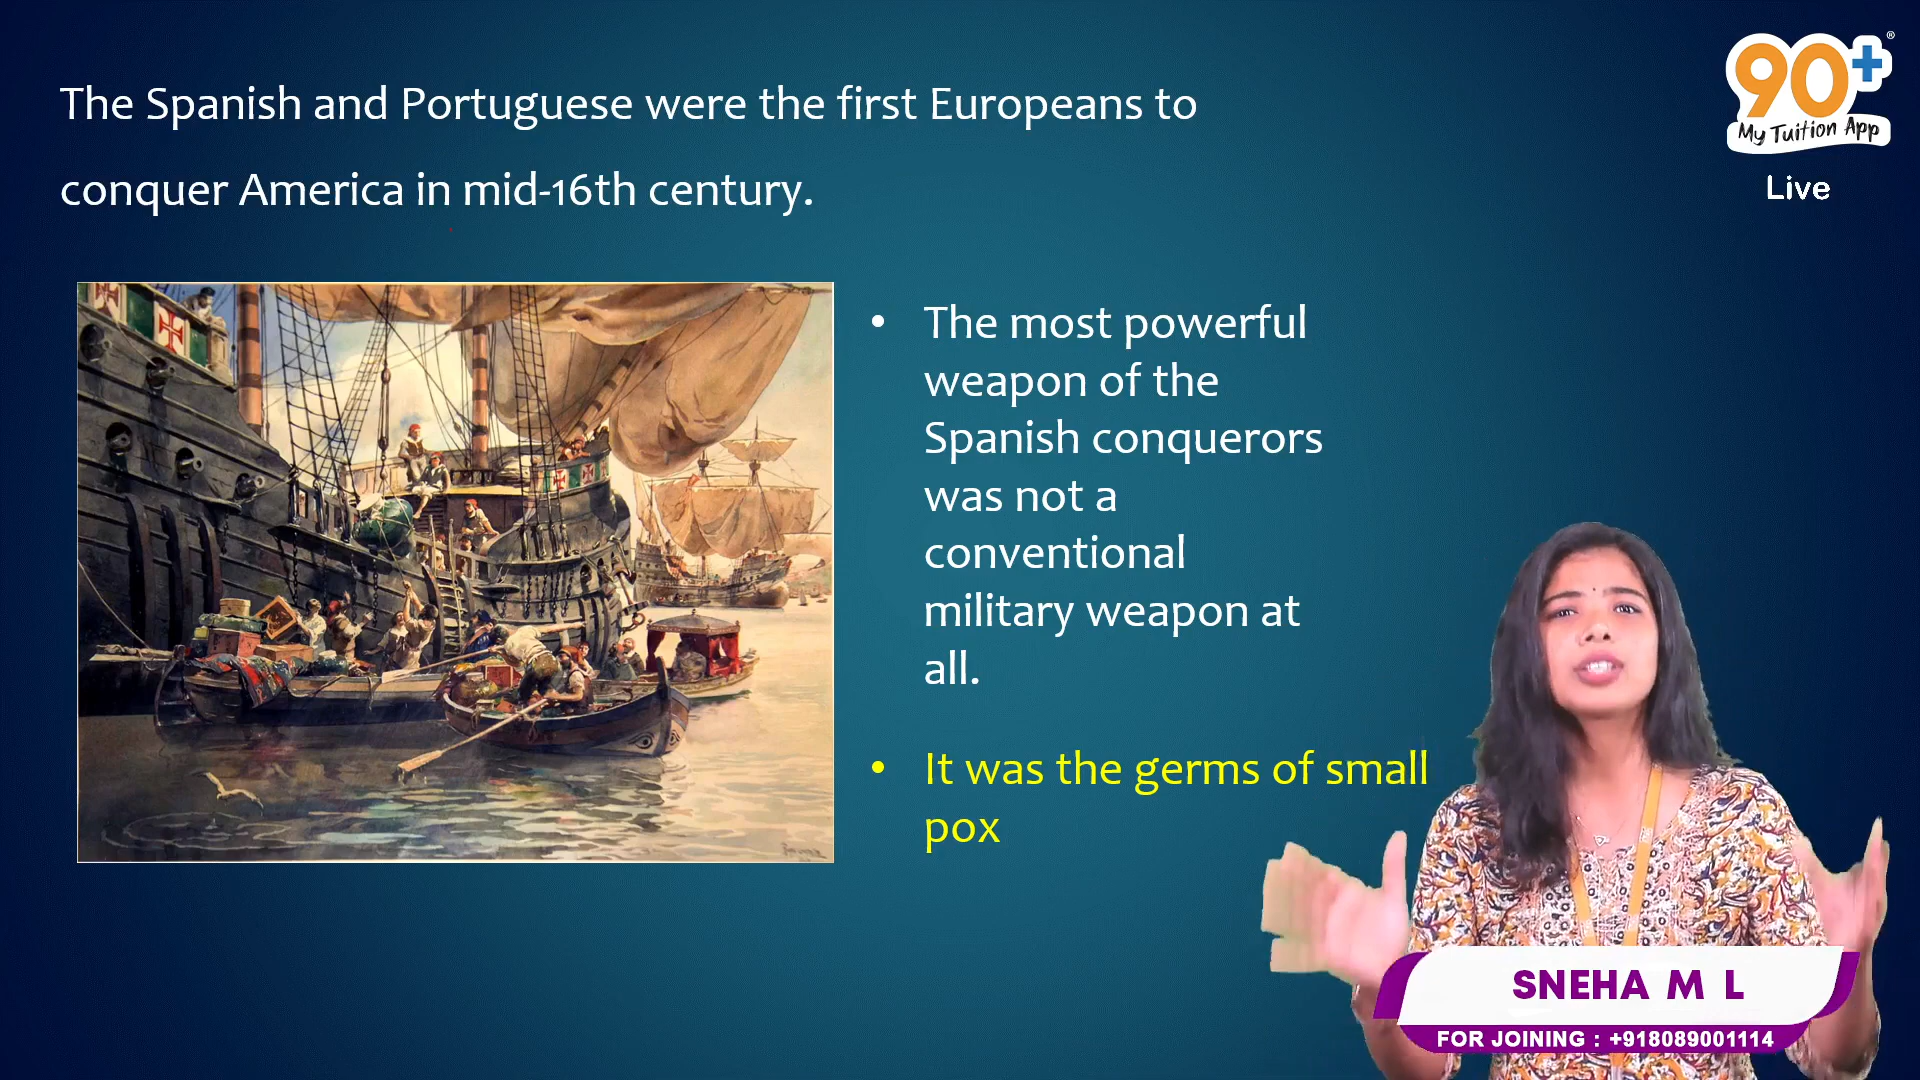 The Spanish and Portuguese were the first Europeans to
conquer America in mid-16th century.
90+
®
My Tuition App
Live
• The most powerful
weapon of the
Spanish conquerors
was not a
conventional
military weapon at
all.
• It was the germs of small
pox
SNEHA M L
FOR JOINING : +918089001114